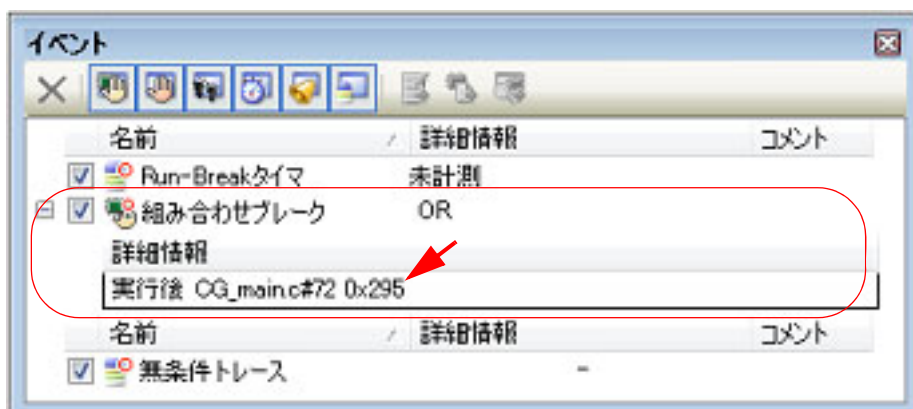 イベント
名前 詳細情報 コメント
Run-Breakタイマ 未計測
組み合わせブレーク OR
詳細情報
実行後 CG_main.c#72 0x295
名前 詳細情報 コメント
無条件トレース -